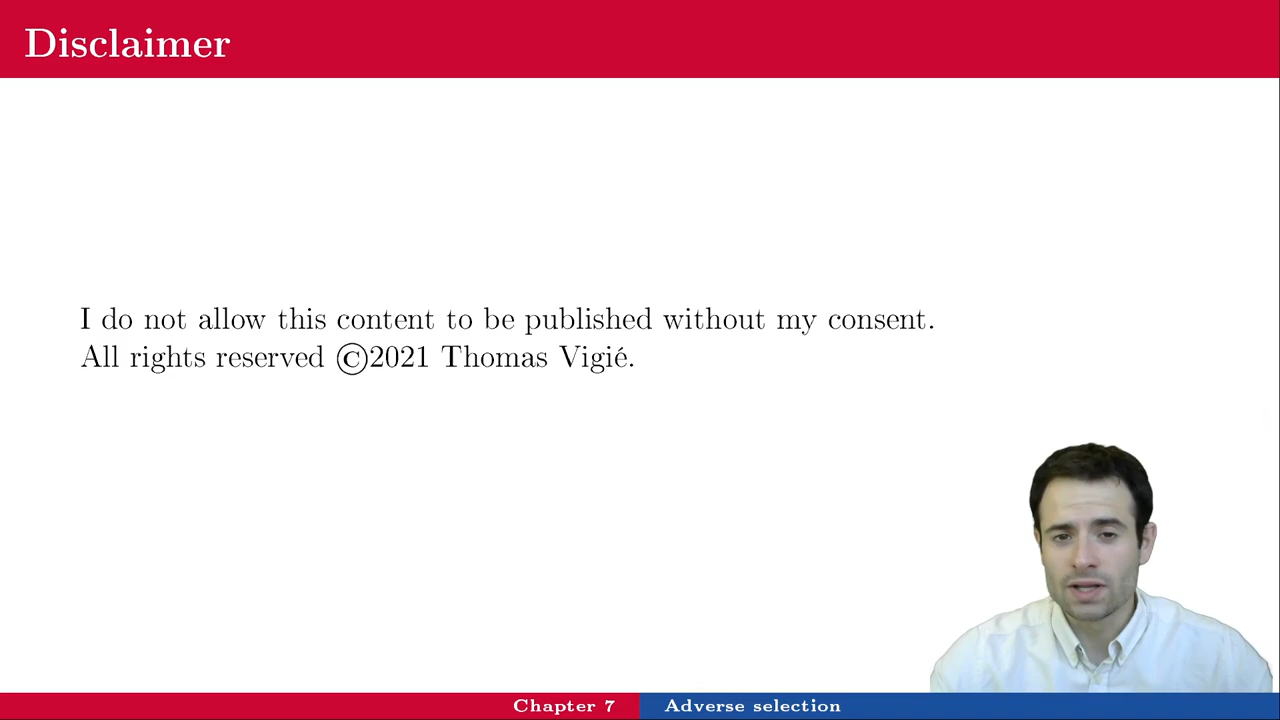 Disclaimer
I do not allow this content to be published without my consent.
All rights reserved ©2021 Thomas Vigié.
Chapter 7 Adverse selection